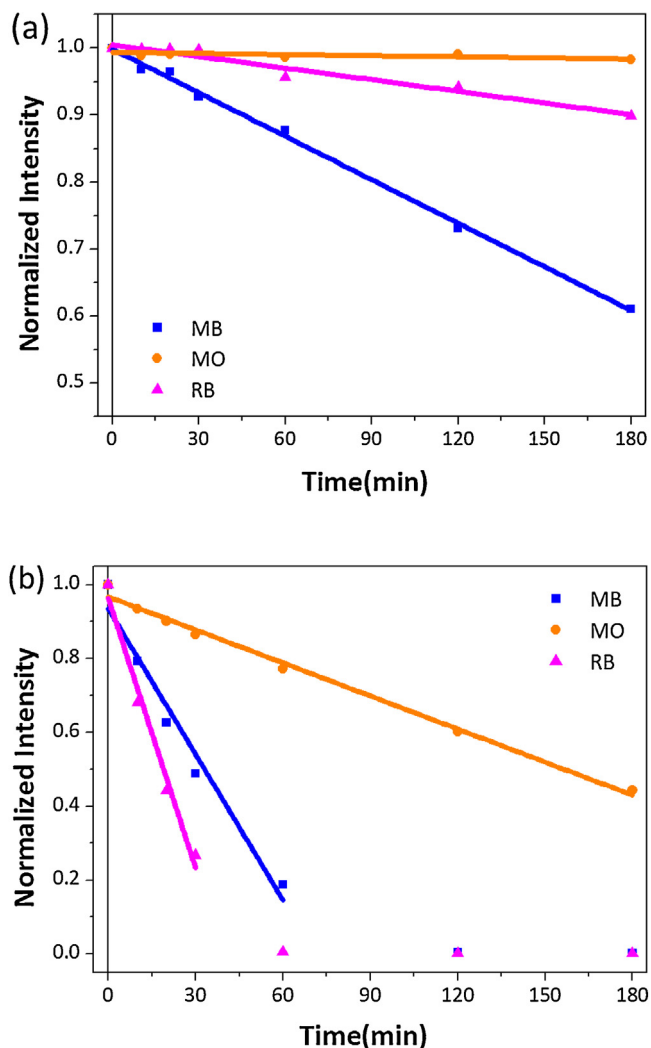 (a)
1.0
0.9
0.8
0.7
0.6
0.5
Normalized Intensity
MB
MO
RB
0 30 60 90 120 150 180
Time(min)
(b)
1.0
0.8
0.6
0.4
0.2
0.0
Normalized Intensity
MB
MO
RB
0 30 60 90 120 150 180
Time(min)